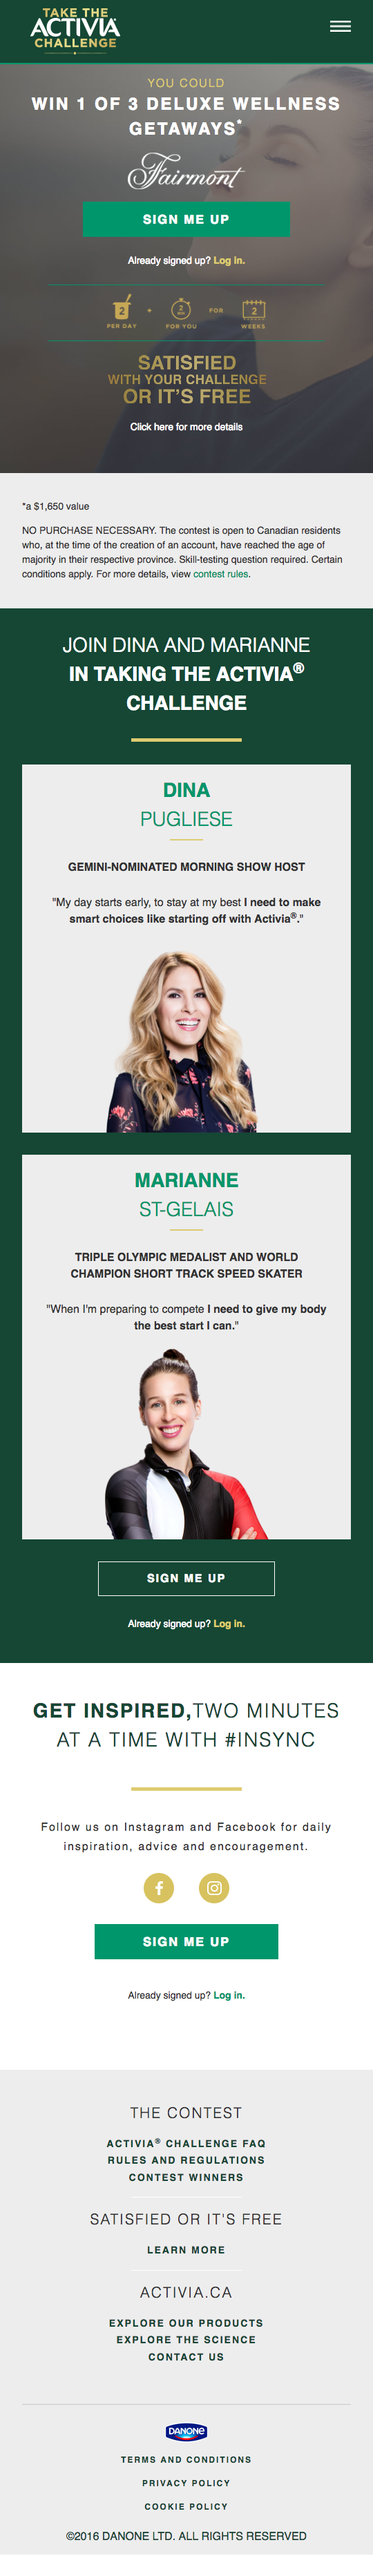 TAKE THE
ACTIVIA
CHALLENGE
YOU COULD
WIN 1 OF 3 DELUXE WELLNESS
GETAWAYS*
Fairmont
SIGN ME UP
Already signed up? Log in.
2 + 2 MIN FOR 2
PER DAY FOR YOU WEEKS
SATISFIED
WITH YOUR CHALLENGE
OR IT'S FREE
Click here for more details
*a $1,650 value
NO PURCHASE NECESSARY. The contest is open to Canadian residents
who, at the time of the creation of an account, have reached the age of
majority in their respective province. Skill-testing question required. Certain
conditions apply. For more details, view contest rules.
JOIN DINA AND MARIANNE
IN TAKING THE ACTIVIA®
CHALLENGE
DINA
PUGLIESE
GEMINI-NOMINATED MORNING SHOW HOST
"My day starts early, to stay at my best I need to make
smart choices like starting off with Activia®."
MARIANNE
ST-GELAIS
TRIPLE OLYMPIC MEDALIST AND WORLD
CHAMPION SHORT TRACK SPEED SKATER
"When I'm preparing to compete I need to give my body
the best start I can."
SIGN ME UP
Already signed up? Log in.
GET INSPIRED,TWO MINUTES
AT A TIME WITH #INSYNC
Follow us on Instagram and Facebook for daily
inspiration, advice and encouragement.
SIGN ME UP
Already signed up? Log in.
THE CONTEST
ACTIVIA® CHALLENGE FAQ
RULES AND REGULATIONS
CONTEST WINNERS
SATISFIED OR IT'S FREE
LEARN MORE
ACTIVIA.CA
EXPLORE OUR PRODUCTS
EXPLORE THE SCIENCE
CONTACT US
DANONE
TERMS AND CONDITIONS
PRIVACY POLICY
COOKIE POLICY
©2016 DANONE LTD. ALL RIGHTS RESERVED